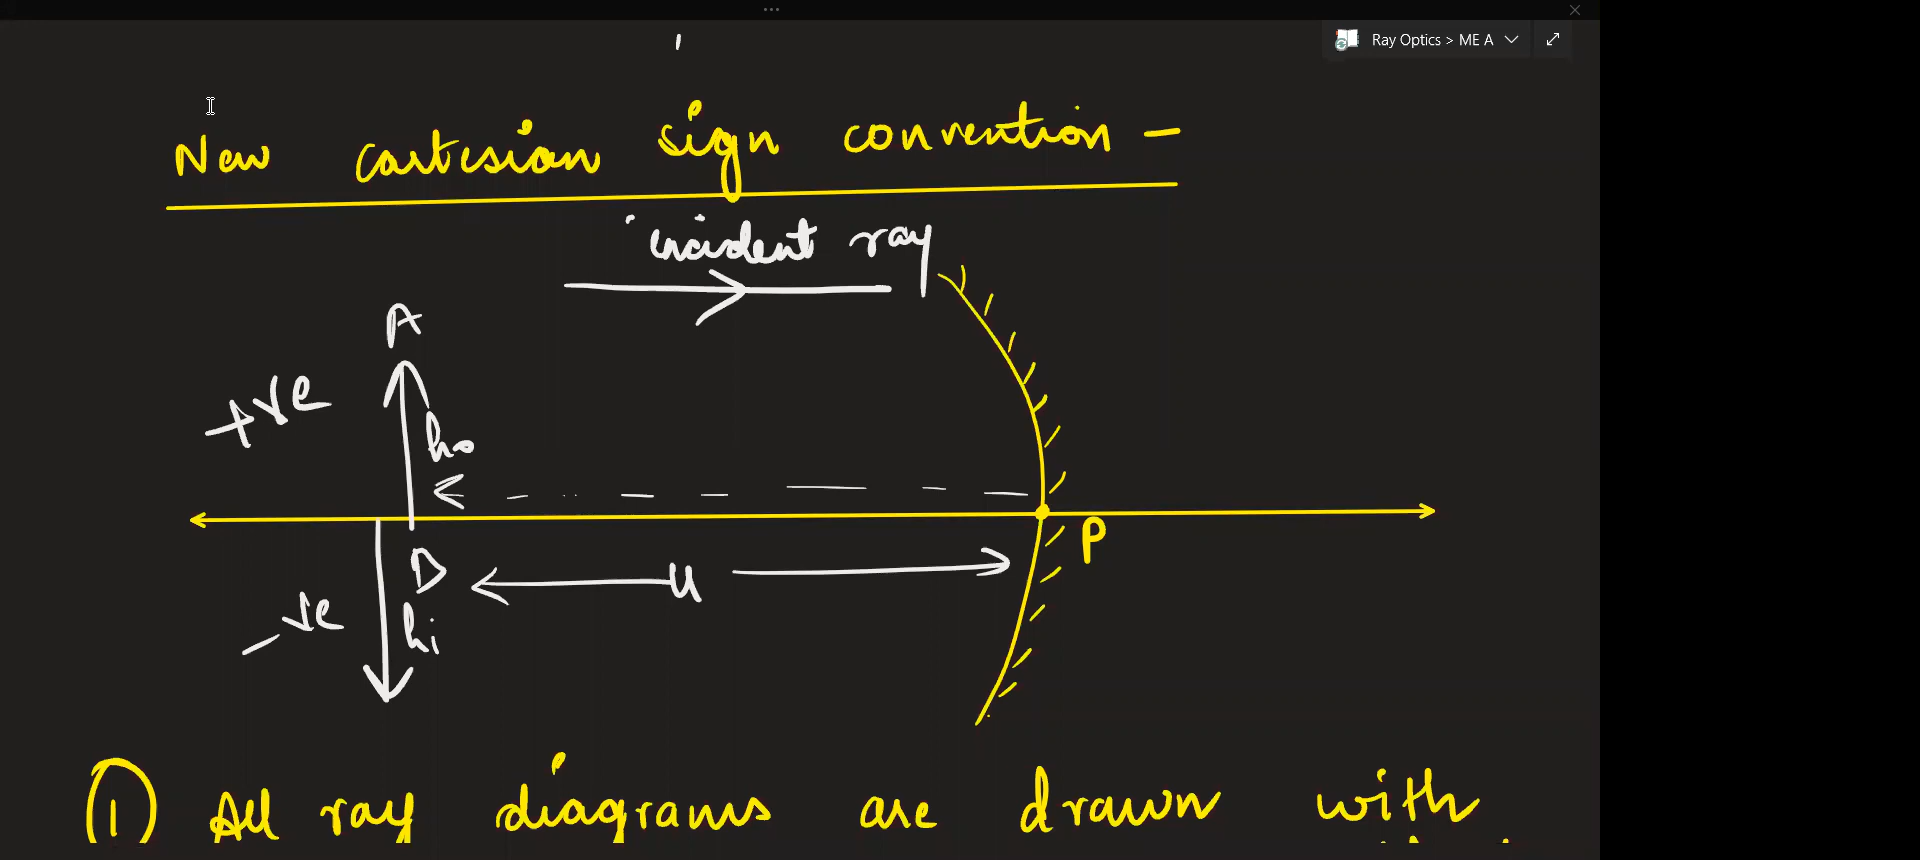 Ray Optics > ME A
New cartesian sign convention -
incident ray
A
+ve
ho
P
B
u
-ve
hi
① All ray diagrams are drawn with